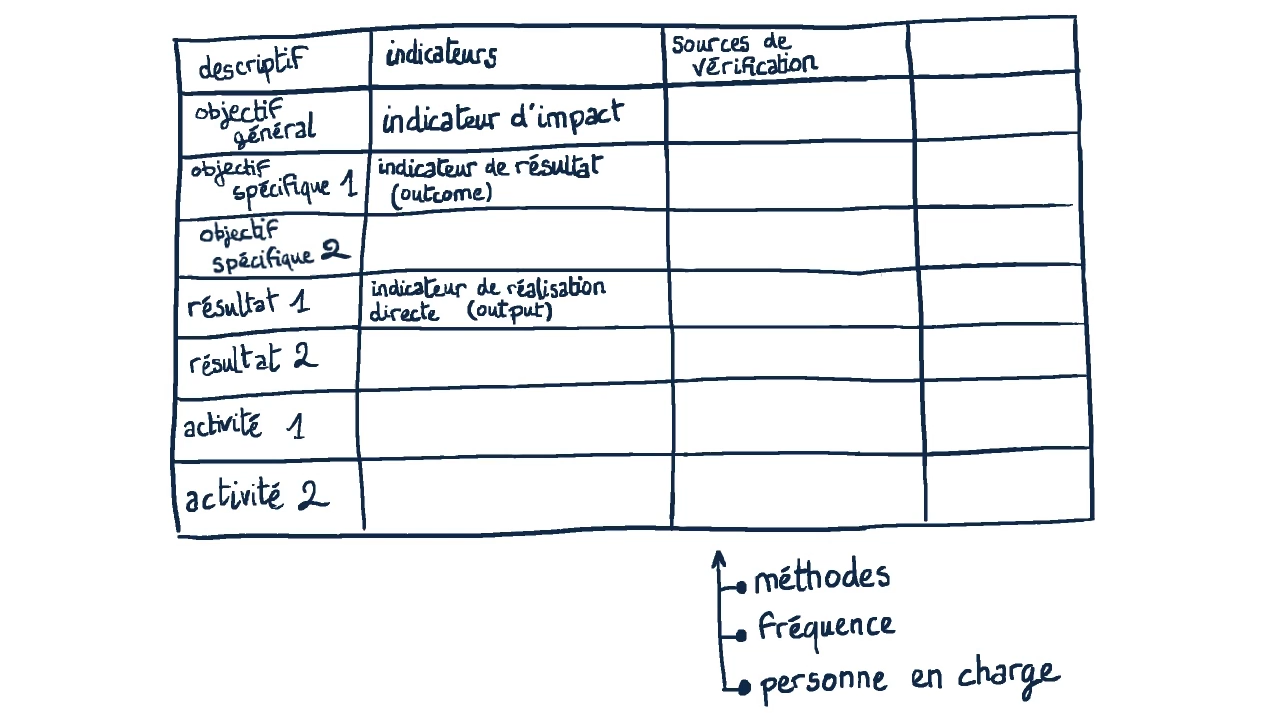 descriptif
indicateurs
sources de
vérification
objectif
général
indicateur d'impact
objectif
spécifique 1
indicateur de résultat
(outcome)
objectif
spécifique 2
résultat 1
indicateur de réalisation
directe (output)
résultat 2
activité 1
activité 2
méthodes
fréquence
personne en charge